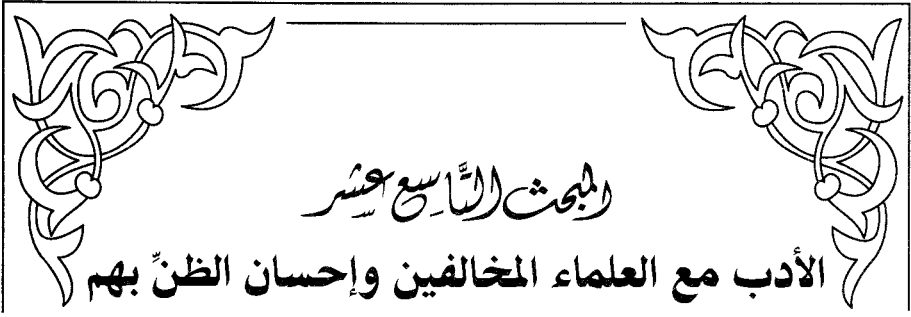 المبحث التَّاسع عشر
الأدب مع العلماء المخالفين وإحسان الظنِّ بهم